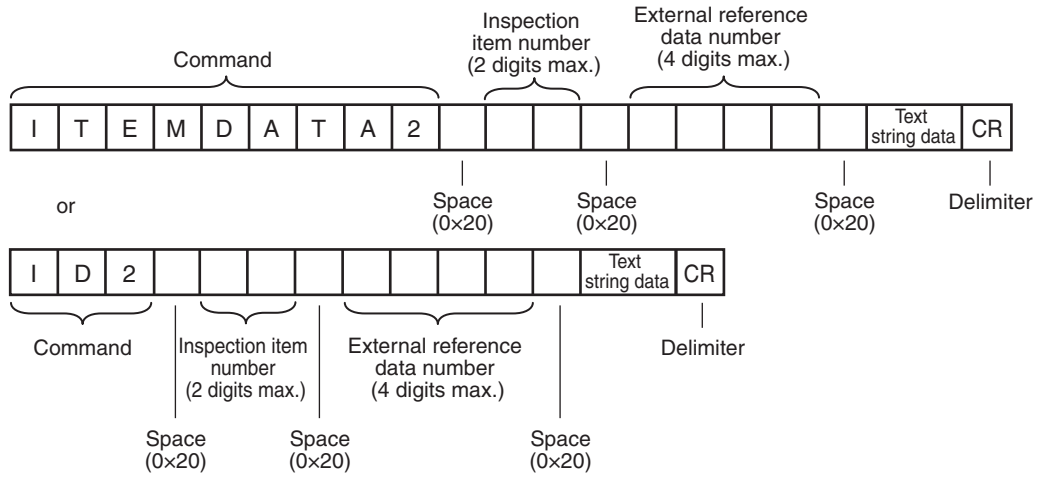 Inspection
item number
(2 digits max.)
External reference
data number
(4 digits max.)
Command
I T E M D A T A 2 Text string data CR
Space
(0×20)
Space
(0×20)
Space
(0×20)
Delimiter
or
I D 2 Text string data CR
Command
Inspection item
number
(2 digits max.)
External reference
data number
(4 digits max.)
Delimiter
Space
(0×20)
Space
(0×20)
Space
(0×20)